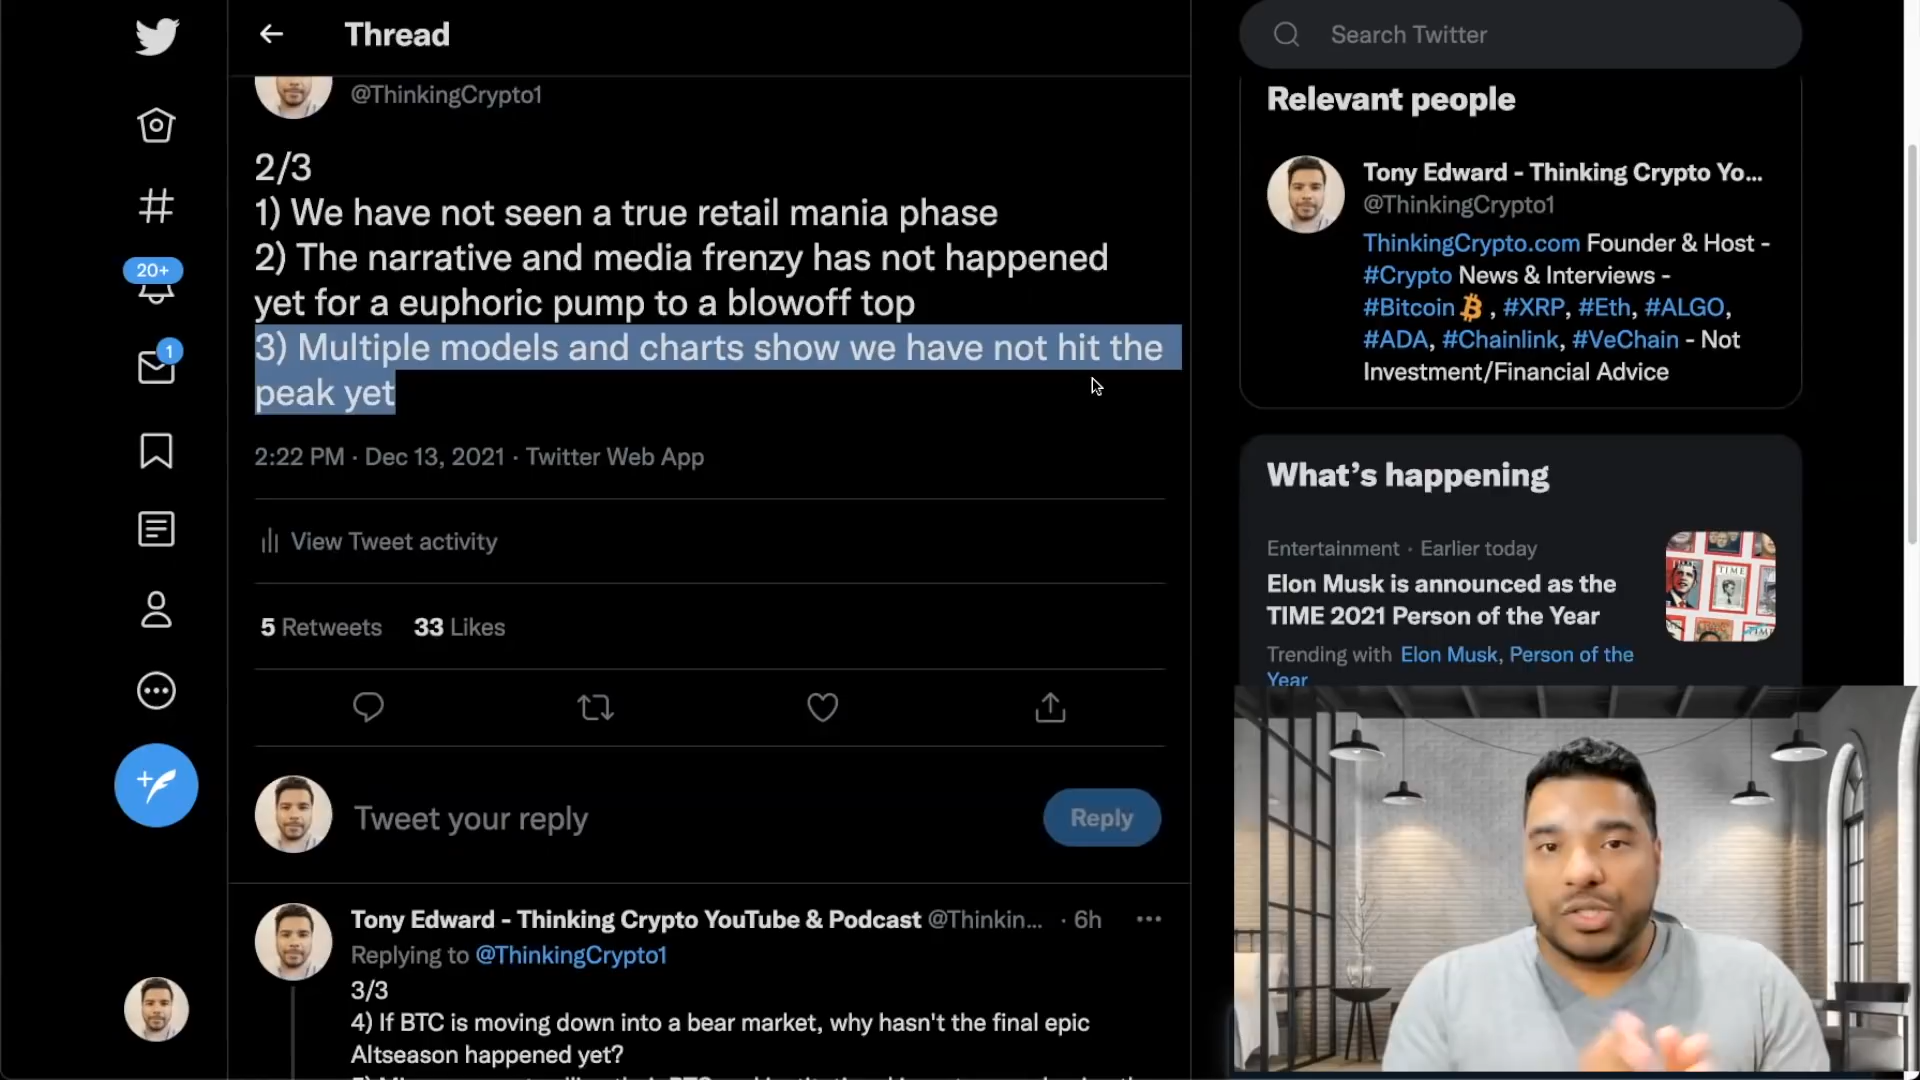 Thread
@ThinkingCrypto1
2/3
1) We have not seen a true retail mania phase
2) The narrative and media frenzy has not happened
yet for a euphoric pump to a blowoff top
3) Multiple models and charts show we have not hit the
peak yet
2:22 PM · Dec 13, 2021 · Twitter Web App
View Tweet activity
5 Retweets 33 Likes
Tweet your reply
Reply
Tony Edward - Thinking Crypto YouTube & Podcast @Thinkin... · 6h
Replying to @ThinkingCrypto1
3/3
4) If BTC is moving down into a bear market, why hasn't the final epic
Altseason happened yet?
20+
1
Search Twitter
Relevant people
Tony Edward - Thinking Crypto Yo...
@ThinkingCrypto1
ThinkingCrypto.com Founder & Host -
#Crypto News & Interviews -
#Bitcoin , #XRP, #Eth, #ALGO,
#ADA, #Chainlink, #VeChain - Not
Investment/Financial Advice
What's happening
Entertainment · Earlier today
Elon Musk is announced as the
TIME 2021 Person of the Year
Trending with Elon Musk, Person of the
Year
TIME